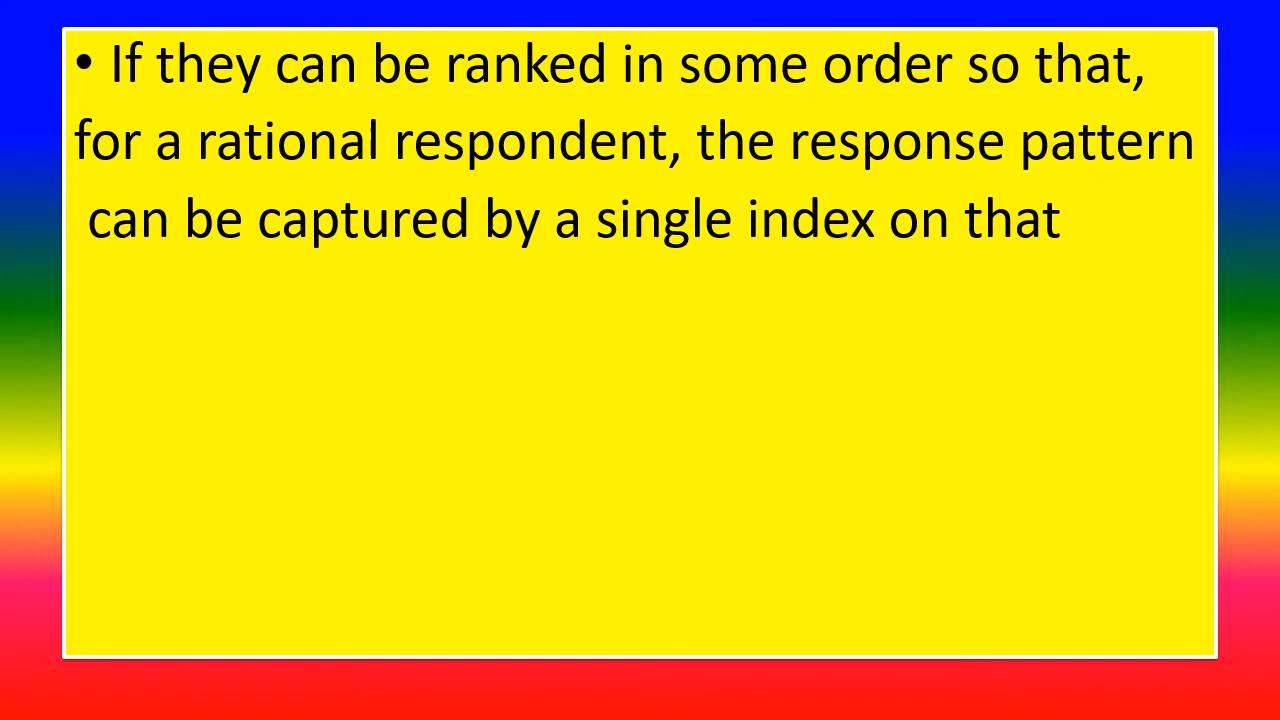 • If they can be ranked in some order so that,
for a rational respondent, the response pattern
can be captured by a single index on that